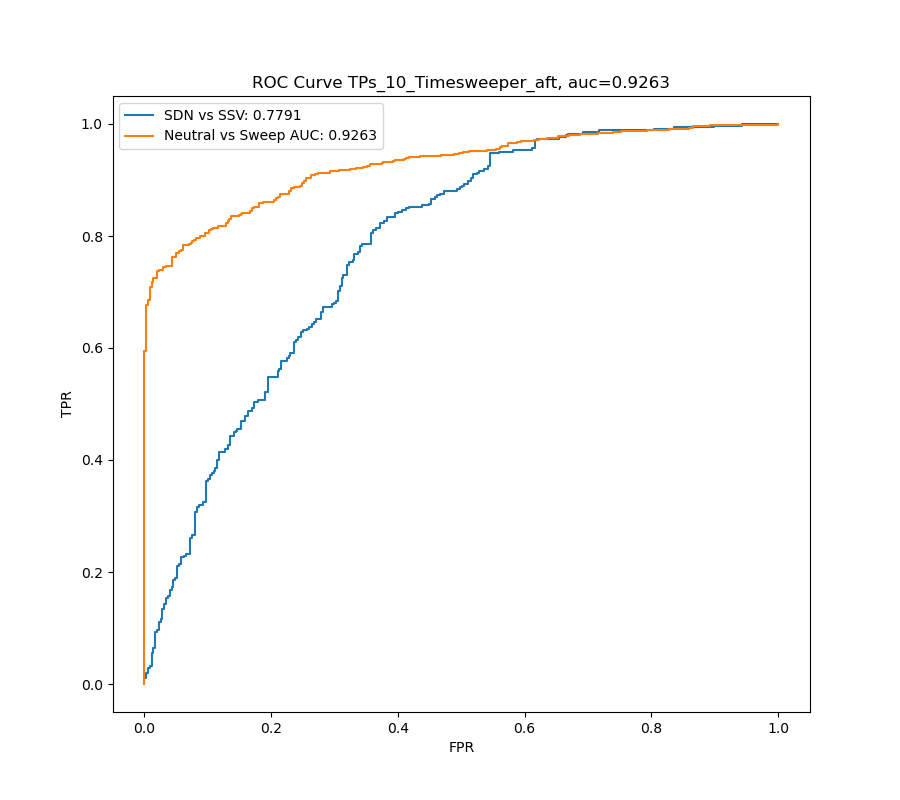 ROC Curve TPs_10_Timesweeper_aft, auc=0.9263
SDN vs SSV: 0.7791
Neutral vs Sweep AUC: 0.9263
1.0
0.8
0.6
0.4
0.2
0.0
TPR
0.0 0.2 0.4 0.6 0.8 1.0
FPR